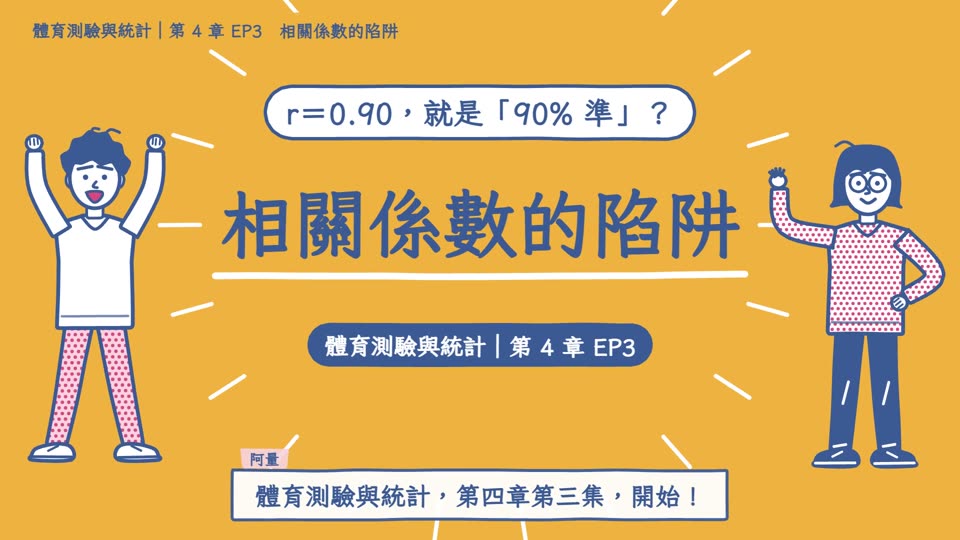 體育測驗與統計｜第 4 章 EP3　相關係數的陷阱
r＝0.90，就是「90% 準」？
相關係數的陷阱
體育測驗與統計｜第 4 章 EP3
阿量
體育測驗與統計，第四章第三集，開始！